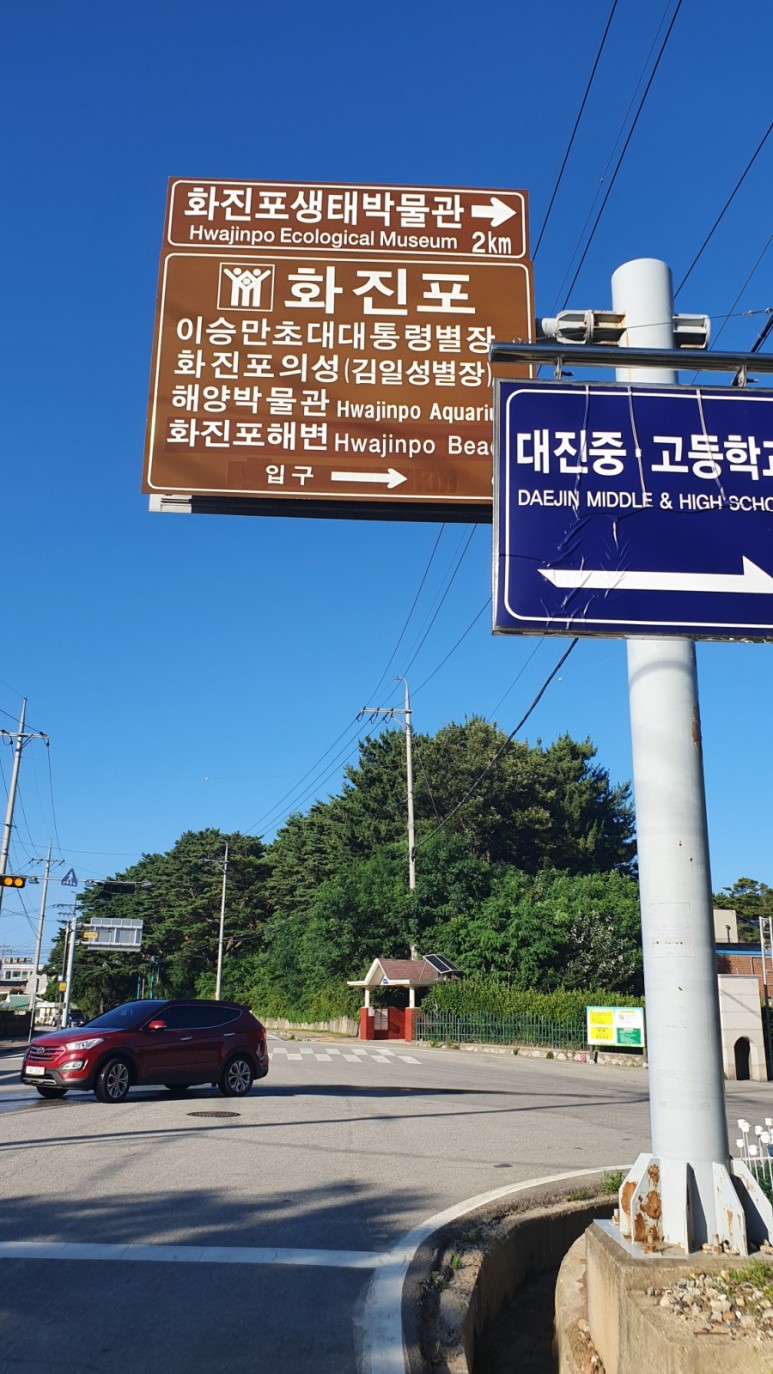 화진포생태박물관
Hwajinpo Ecological Museum 2km
화진포
이승만초대대통령별장
화진포의성(김일성별장)
해양박물관 Hwajinpo
화진포해변 Hwajinpo
입구
대진중·고등학교
DAEJIN MIDDLE & HIGH